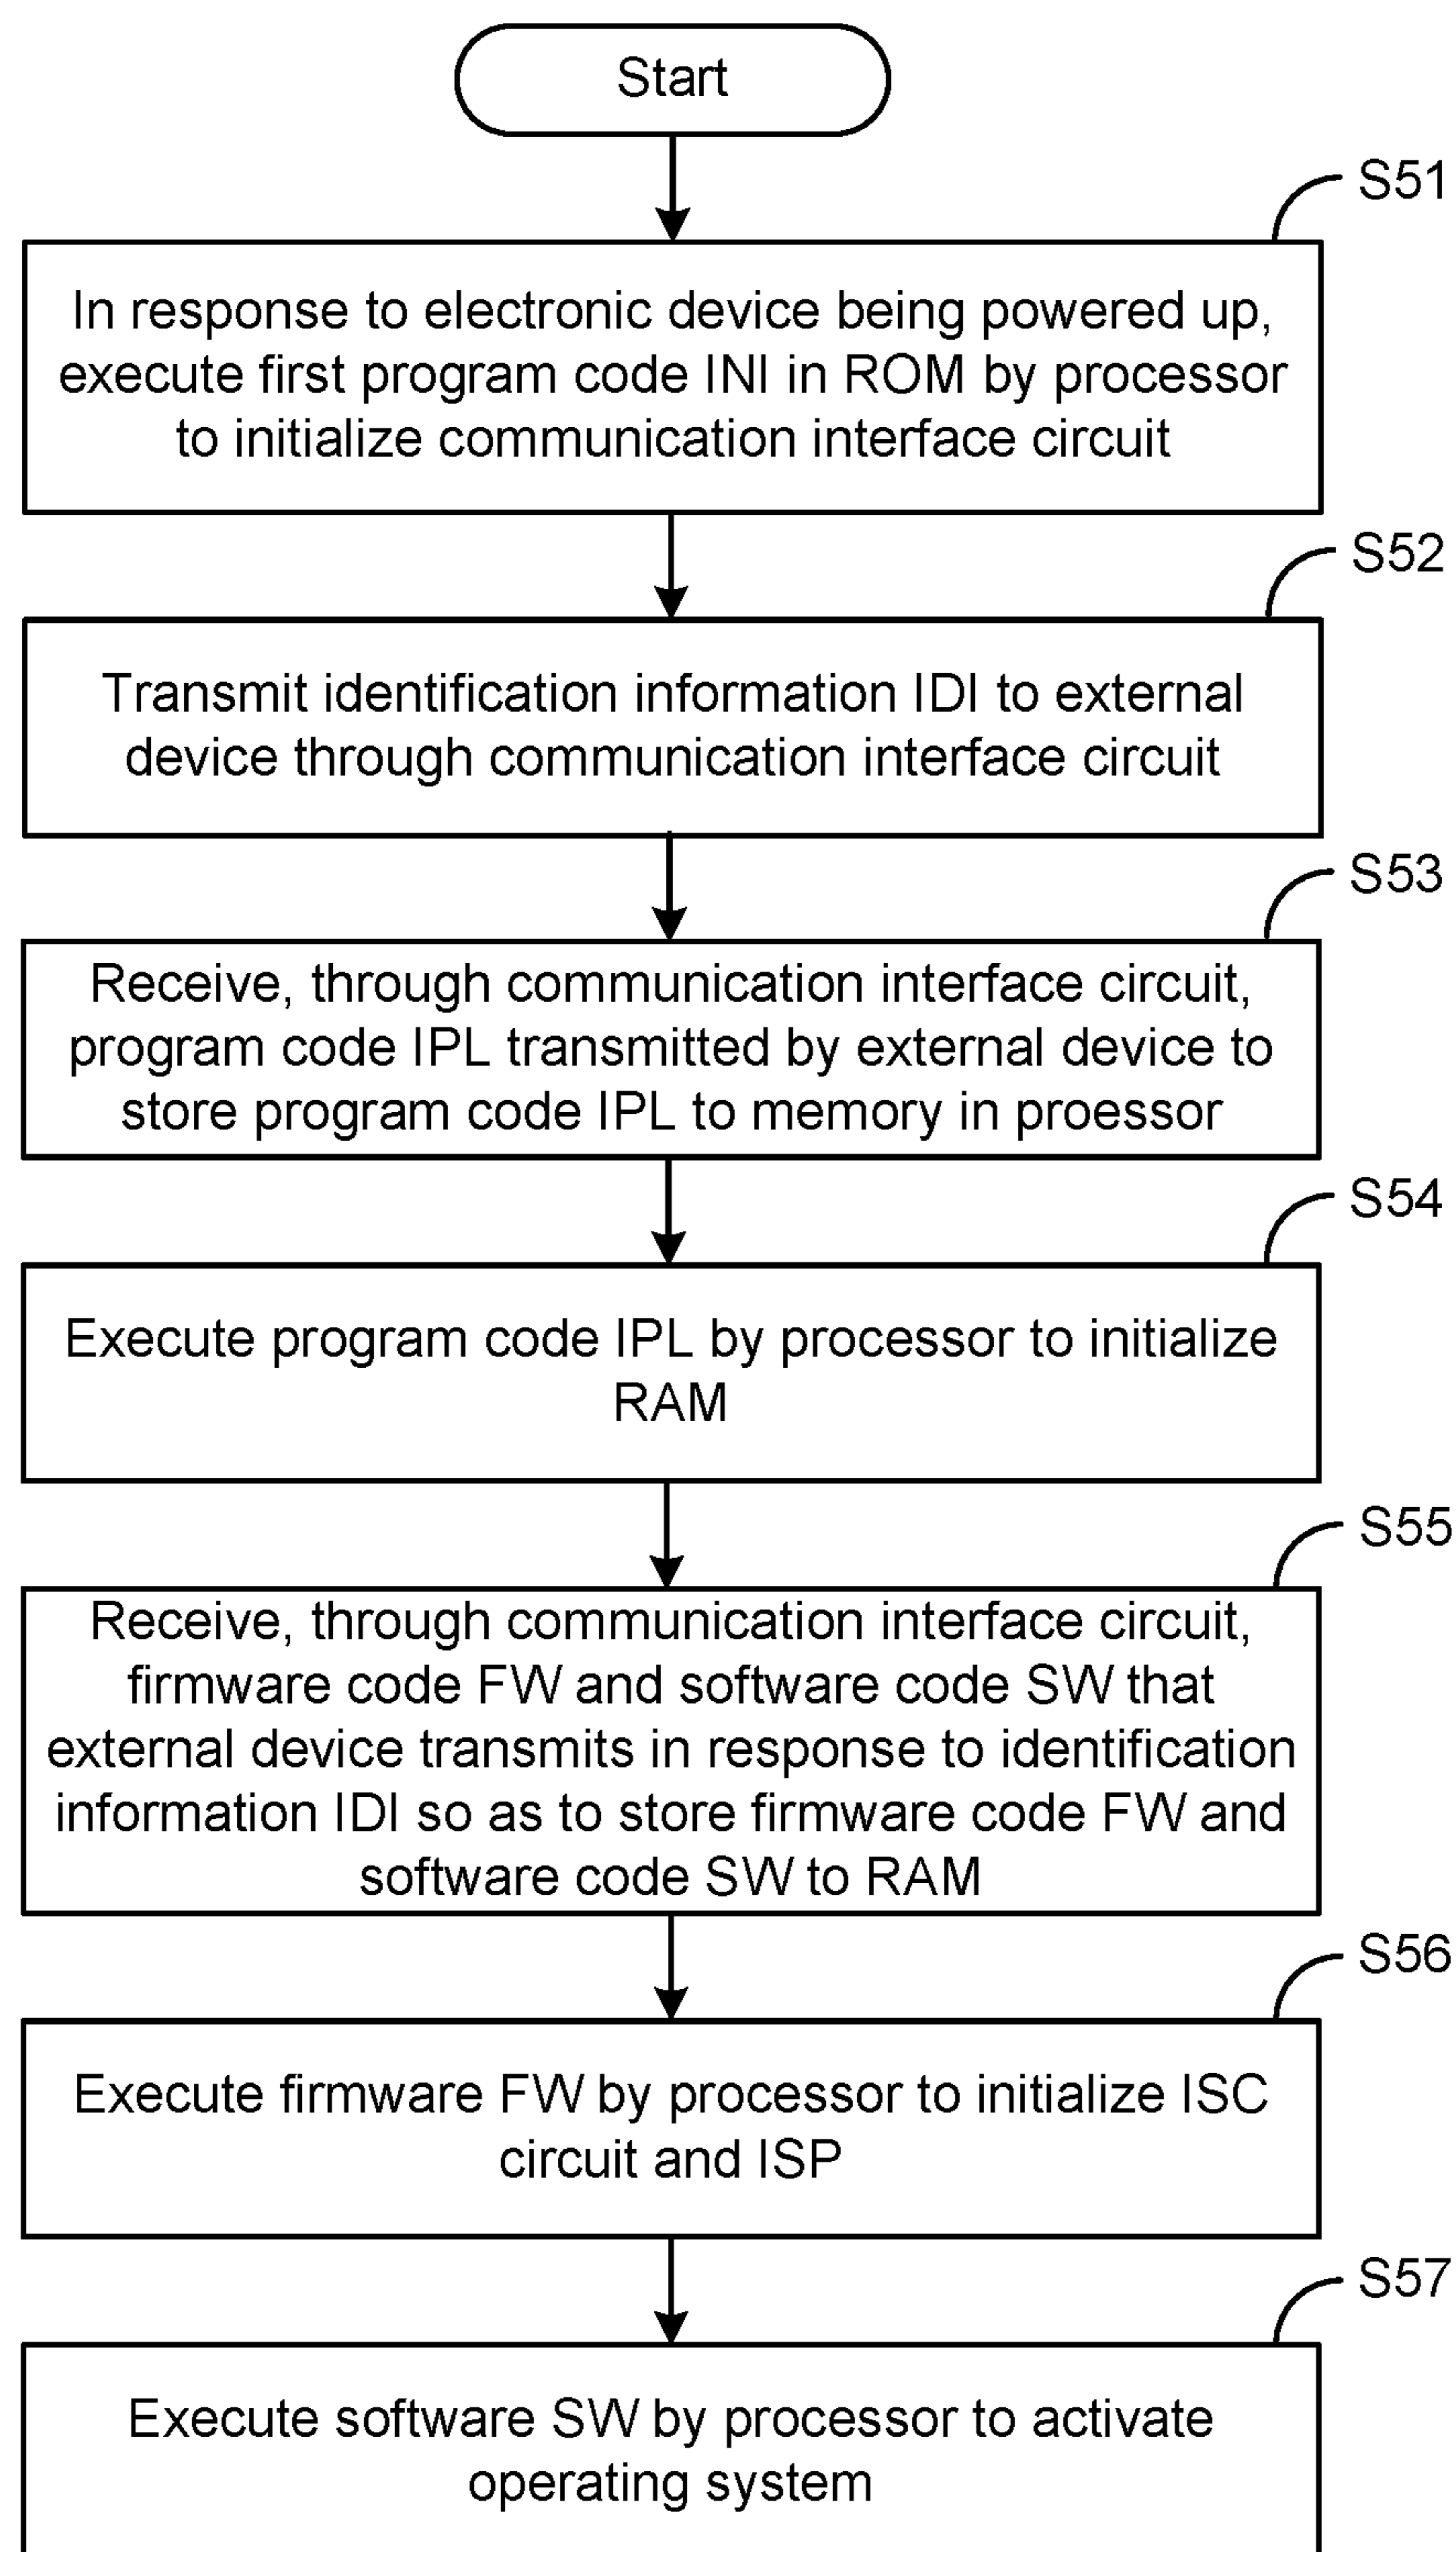 Start
S51
In response to electronic device being powered up,
execute first program code INI in ROM by processor
to initialize communication interface circuit
S52
Transmit identification information IDI to external
device through communication interface circuit
S53
Receive, through communication interface circuit,
program code IPL transmitted by external device to
store program code IPL to memory in proessor
S54
Execute program code IPL by processor to initialize
RAM
S55
Receive, through communication interface circuit,
firmware code FW and software code SW that
external device transmits in response to identification
information IDI so as to store firmware code FW and
software code SW to RAM
S56
Execute firmware FW by processor to initialize ISC
circuit and ISP
S57
Execute software SW by processor to activate
operating system